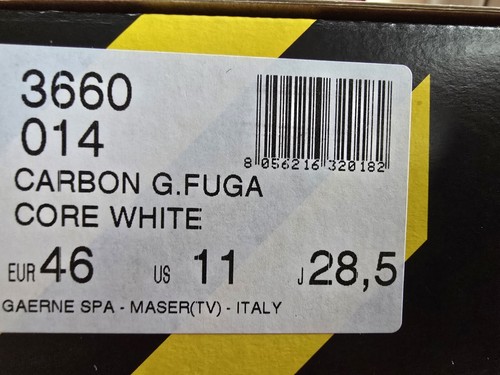 3660
014
8 056216 320182
CARBON G.FUGA
CORE WHITE
EUR 46 US 11 J 28,5
GAERNE SPA - MASER(TV) - ITALY